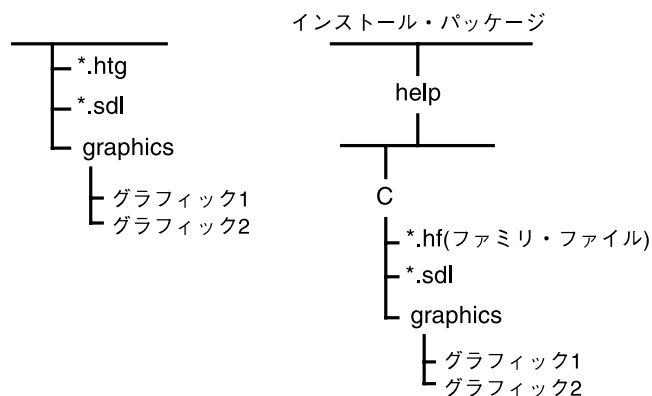 *.htg
*.sdl
graphics
グラフィック1
グラフィック2
インストール・パッケージ
help
C
*.hf(ファミリ・ファイル)
*.sdl
graphics
グラフィック1
グラフィック2